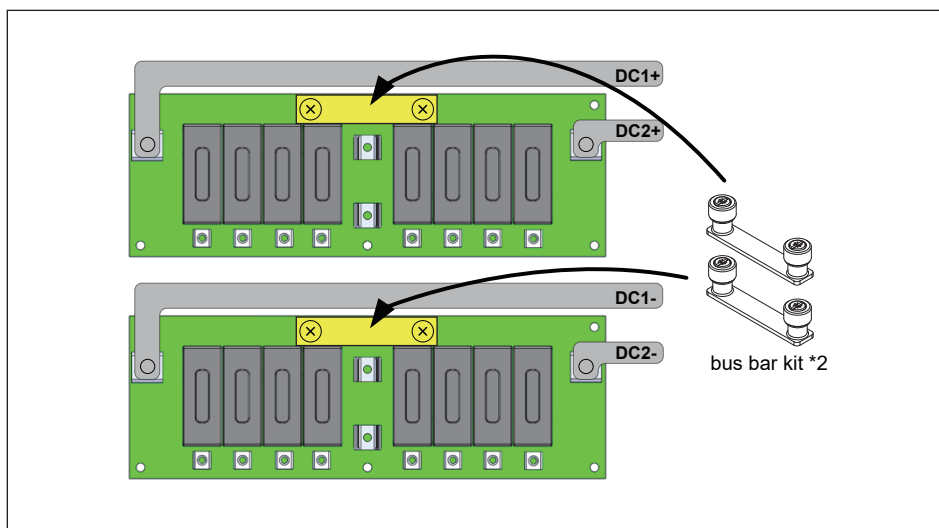 DC1+
DC2+
DC1-
DC2-
bus bar kit *2